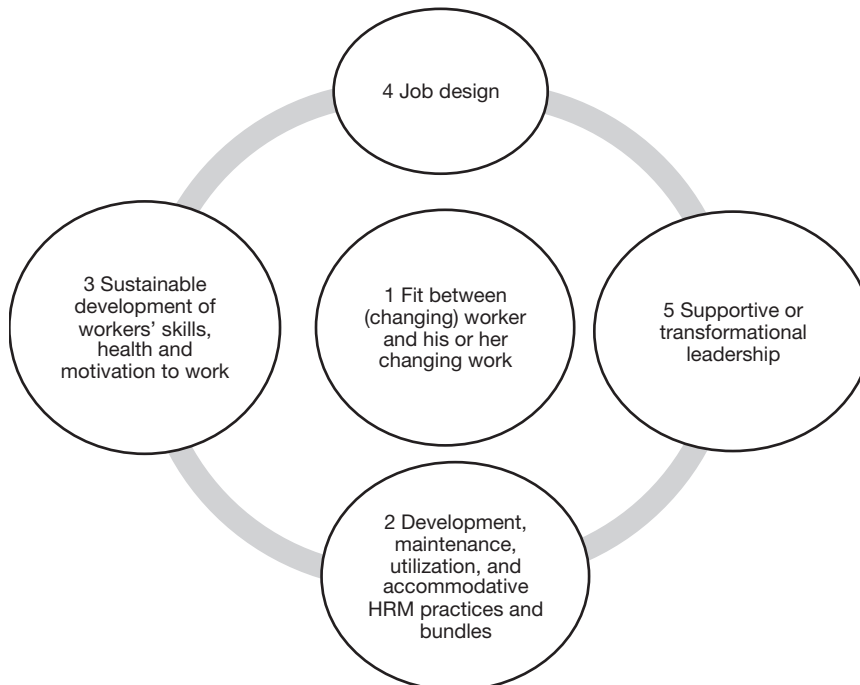 4 Job design
3 Sustainable
development of
workers' skills,
health and
motivation to work
1 Fit between
(changing) worker
and his or her
changing work
5 Supportive or
transformational
leadership
2 Development,
maintenance,
utilization, and
accommodative
HRM practices and
bundles